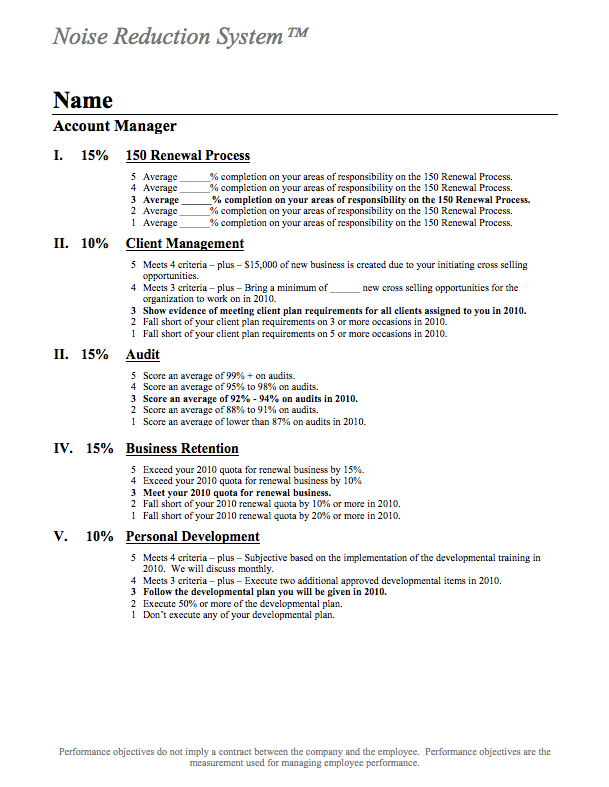 Noise Reduction System™
Name
Account Manager
I. 15% 150 Renewal Process
5 Average ______% completion on your areas of responsibility on the 150 Renewal Process.
4 Average ______% completion on your areas of responsibility on the 150 Renewal Process.
3 Average ______% completion on your areas of responsibility on the 150 Renewal Process.
2 Average ______% completion on your areas of responsibility on the 150 Renewal Process.
1 Average ______% completion on your areas of responsibility on the 150 Renewal Process.
II. 10% Client Management
5 Meets 4 criteria – plus – $15,000 of new business is created due to your initiating cross selling
opportunities.
4 Meets 3 criteria – plus – Bring a minimum of ______ new cross selling opportunities for the
organization to work on in 2010.
3 Show evidence of meeting client plan requirements for all clients assigned to you in 2010.
2 Fall short of your client plan requirements on 3 or more occasions in 2010.
1 Fall short of your client plan requirements on 5 or more occasions in 2010.
II. 15% Audit
5 Score an average of 99% + on audits.
4 Score an average of 95% to 98% on audits.
3 Score an average of 92% - 94% on audits in 2010.
2 Score an average of 88% to 91% on audits.
1 Score an average of lower than 87% on audits in 2010.
IV. 15% Business Retention
5 Exceed your 2010 quota for renewal business by 15%.
4 Exceed your 2010 quota for renewal business by 10%
3 Meet your 2010 quota for renewal business.
2 Fall short of your 2010 renewal quota by 10% or more in 2010.
1 Fall short of your 2010 renewal quota by 20% or more in 2010.
V. 10% Personal Development
5 Meets 4 criteria – plus – Subjective based on the implementation of the developmental training in
2010. We will discuss monthly.
4 Meets 3 criteria – plus – Execute two additional approved developmental items in 2010.
3 Follow the developmental plan you will be given in 2010.
2 Execute 50% or more of the developmental plan.
1 Don't execute any of your developmental plan.
Performance objectives do not imply a contract between the company and the employee. Performance objectives are the
measurement used for managing employee performance.